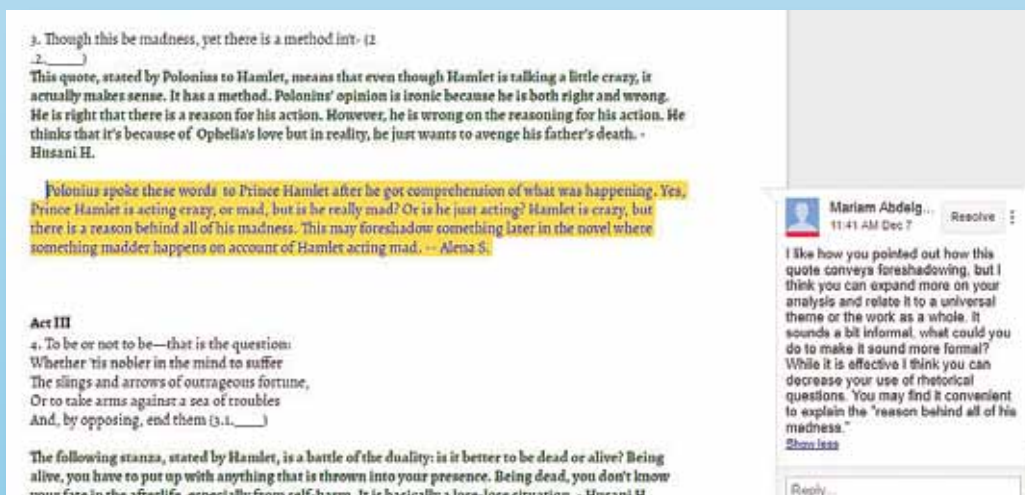 3. Though this be madness, yet there is a method in't- (2
.2.____)
This quote, stated by Polonius to Hamlet, means that even though Hamlet is talking a little crazy, it
actually makes sense. It has a method. Polonius' opinion is ironic because he is both right and wrong.
He is right that there is a reason for his action. However, he is wrong on the reasoning for his action. He
thinks that it's because of Ophelia's love but in reality, he just wants to avenge his father's death. -
Husani H.
Polonius spoke these words to Prince Hamlet after he got comprehension of what was happening. Yes,
Prince Hamlet is acting crazy, or mad, but is he really mad? Or is he just acting? Hamlet is crazy, but
there is a reason behind all of his madness. This may foreshadow something later in the novel where
something madder happens on account of Hamlet acting mad. -- Alena S.
Act III
4. To be or not to be—that is the question:
Whether 'tis nobler in the mind to suffer
The slings and arrows of outrageous fortune,
Or to take arms against a sea of troubles
And, by opposing, end them (3.1.____)
The following stanza, stated by Hamlet, is a battle of the duality: is it better to be dead or alive? Being
alive, you have to put up with anything that is thrown into your presence. Being dead, you don't know
your fate in the afterlife, especially from self-harm. It is basically a lose-lose situation. - Husani H.
Mariam Abdelg...
11:41 AM Dec 7
Resolve
I like how you pointed out how this
quote conveys foreshadowing, but I
think you can expand more on your
analysis and relate it to a universal
theme or the work as a whole. It
sounds a bit informal, what could you
do to make it sound more formal?
While it is effective I think you can
decrease your use of rhetorical
questions. You may find it convenient
to explain the "reason behind all of his
madness."
Show less
Reply...